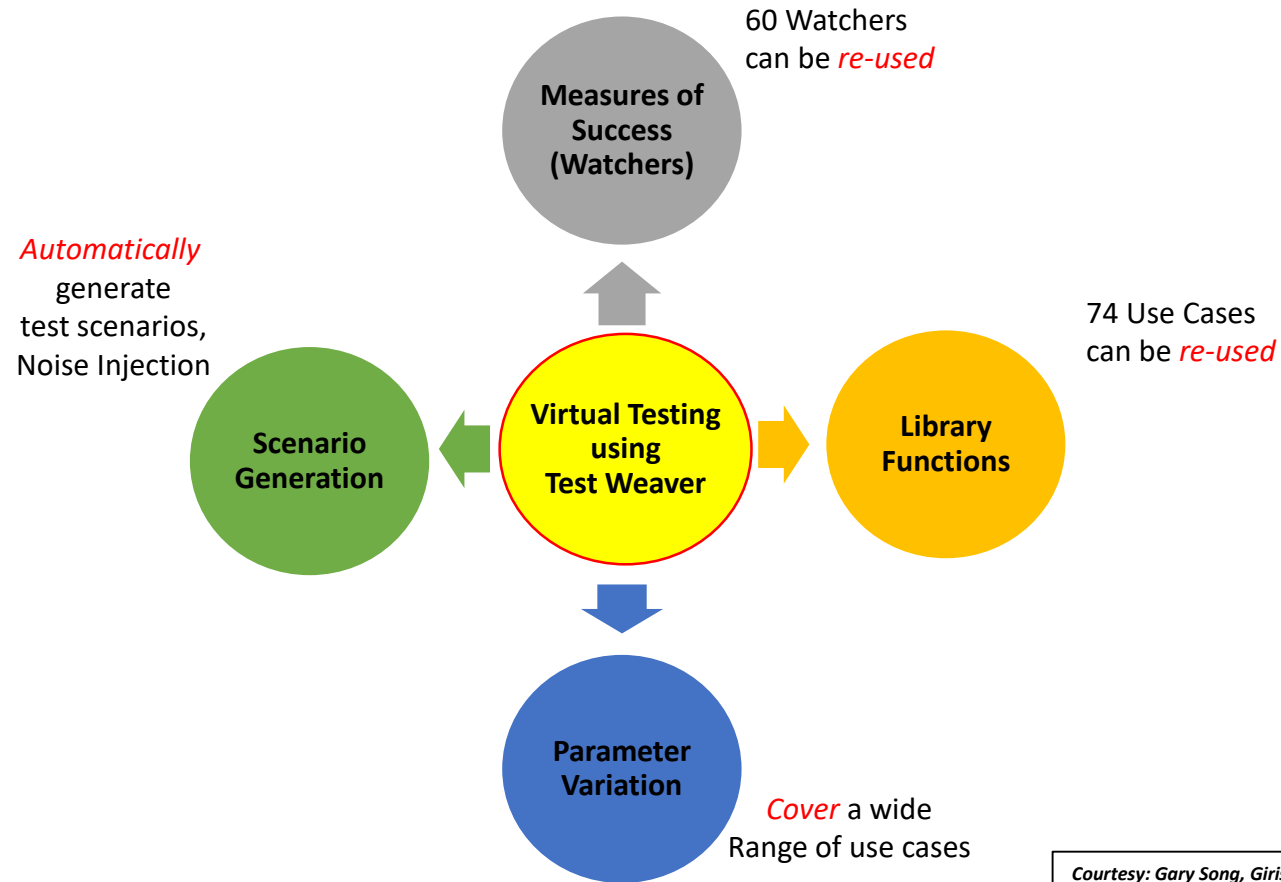 60 Watchers
can be re-used
Measures of
Success
(Watchers)
Automatically
generate
test scenarios,
Noise Injection
74 Use Cases
can be re-used
Scenario
Generation
Virtual Testing
using
Test Weaver
Library
Functions
Parameter
Variation
Cover a wide
Range of use cases
Courtesy: Gary Song,